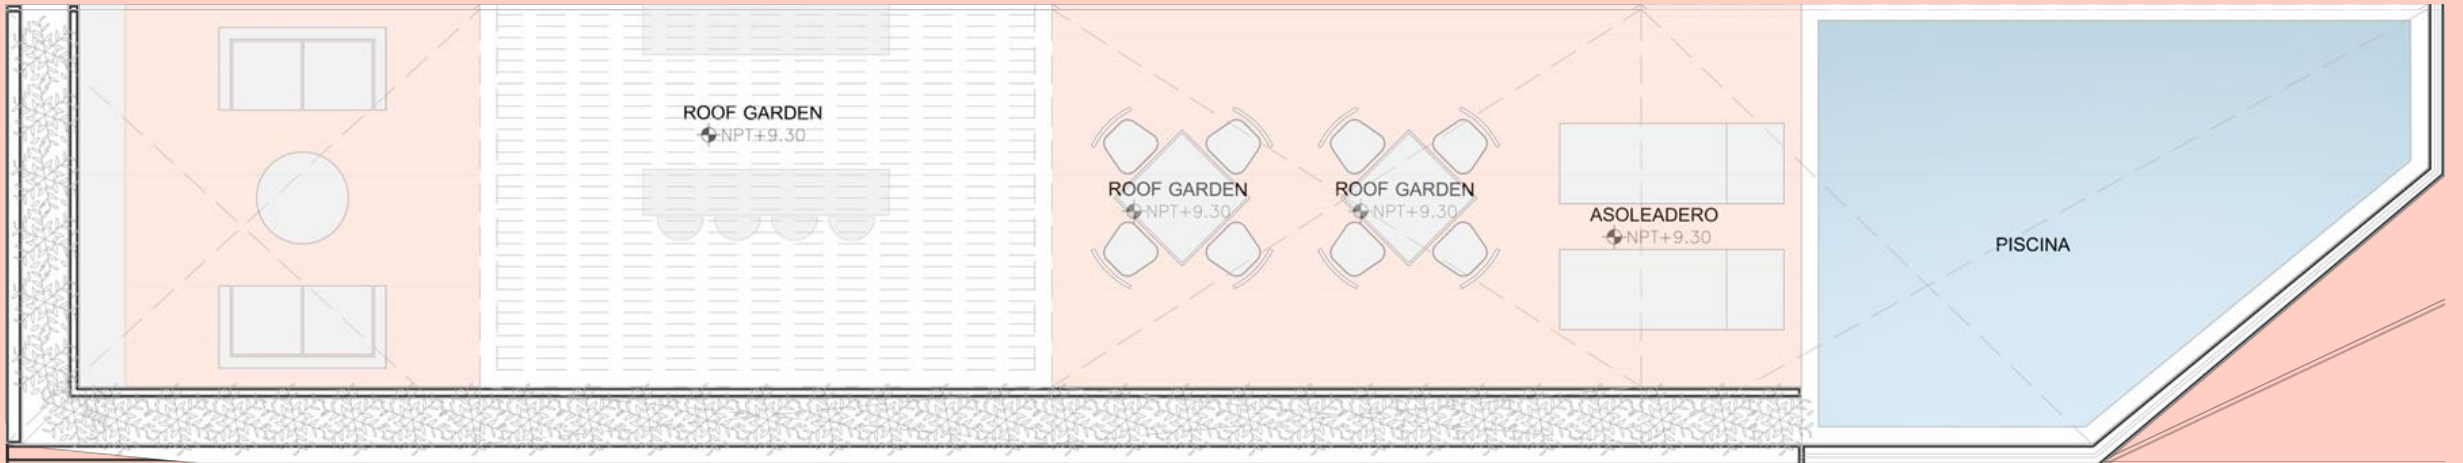 ROOF GARDEN
NPT+9.30
ROOF GARDEN
NPT+9.30
ROOF GARDEN
NPT+9.30
ASOLEADERO
NPT+9.30
PISCINA